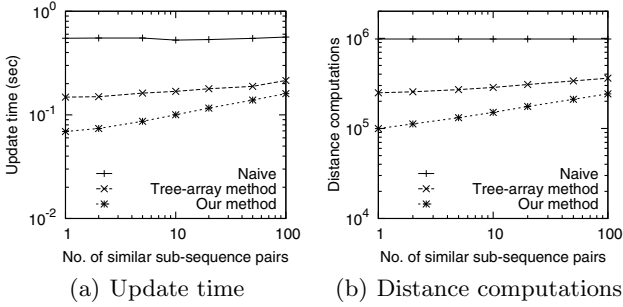 10^0
10^-1
10^-2
Update time (sec)
Naive
Tree-array method
Our method
1
10
100
No. of similar sub-sequence pairs
(a) Update time
10^6
10^5
10^4
Distance computations
Naive
Tree-array method
Our method
1
10
100
No. of similar sub-sequence pairs
(b) Distance computations